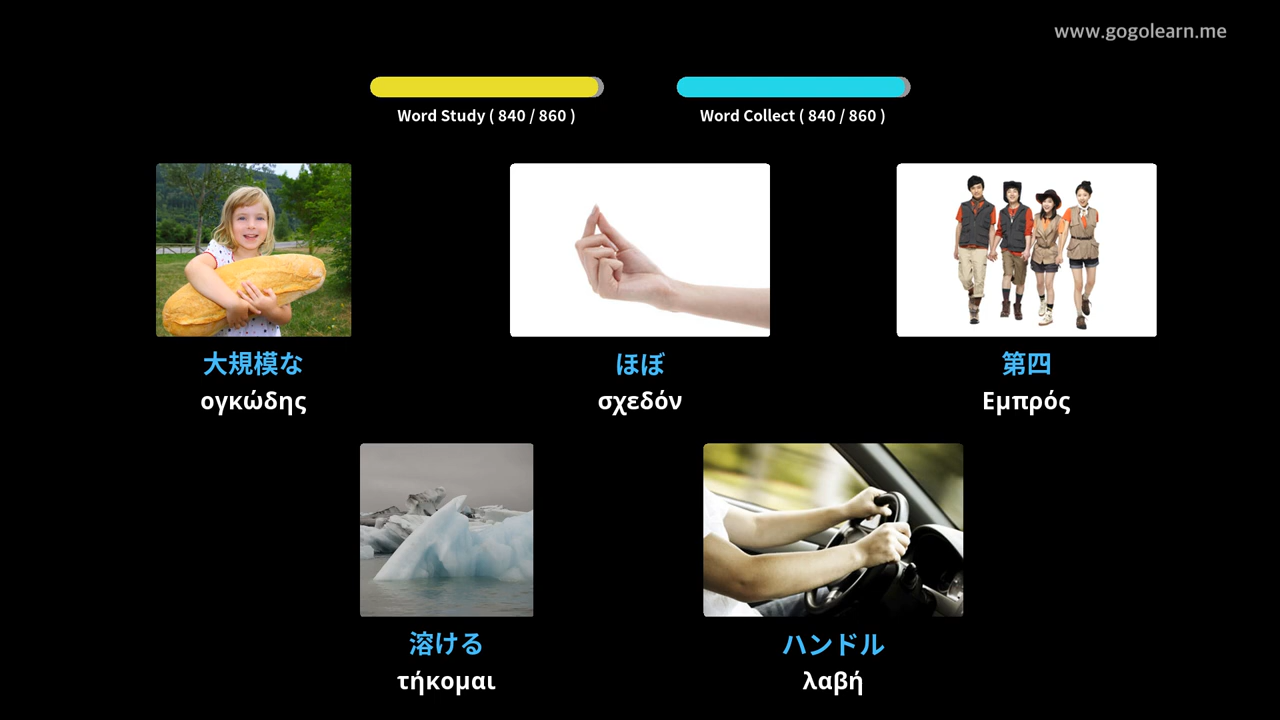 www.gogolearn.me
Word Study ( 840 / 860 )
Word Collect ( 840 / 860 )
大規模な
ογκώδης
ほぼ
σχεδόν
第四
Εμπρός
溶ける
τήκομαι
ハンドル
λαβή